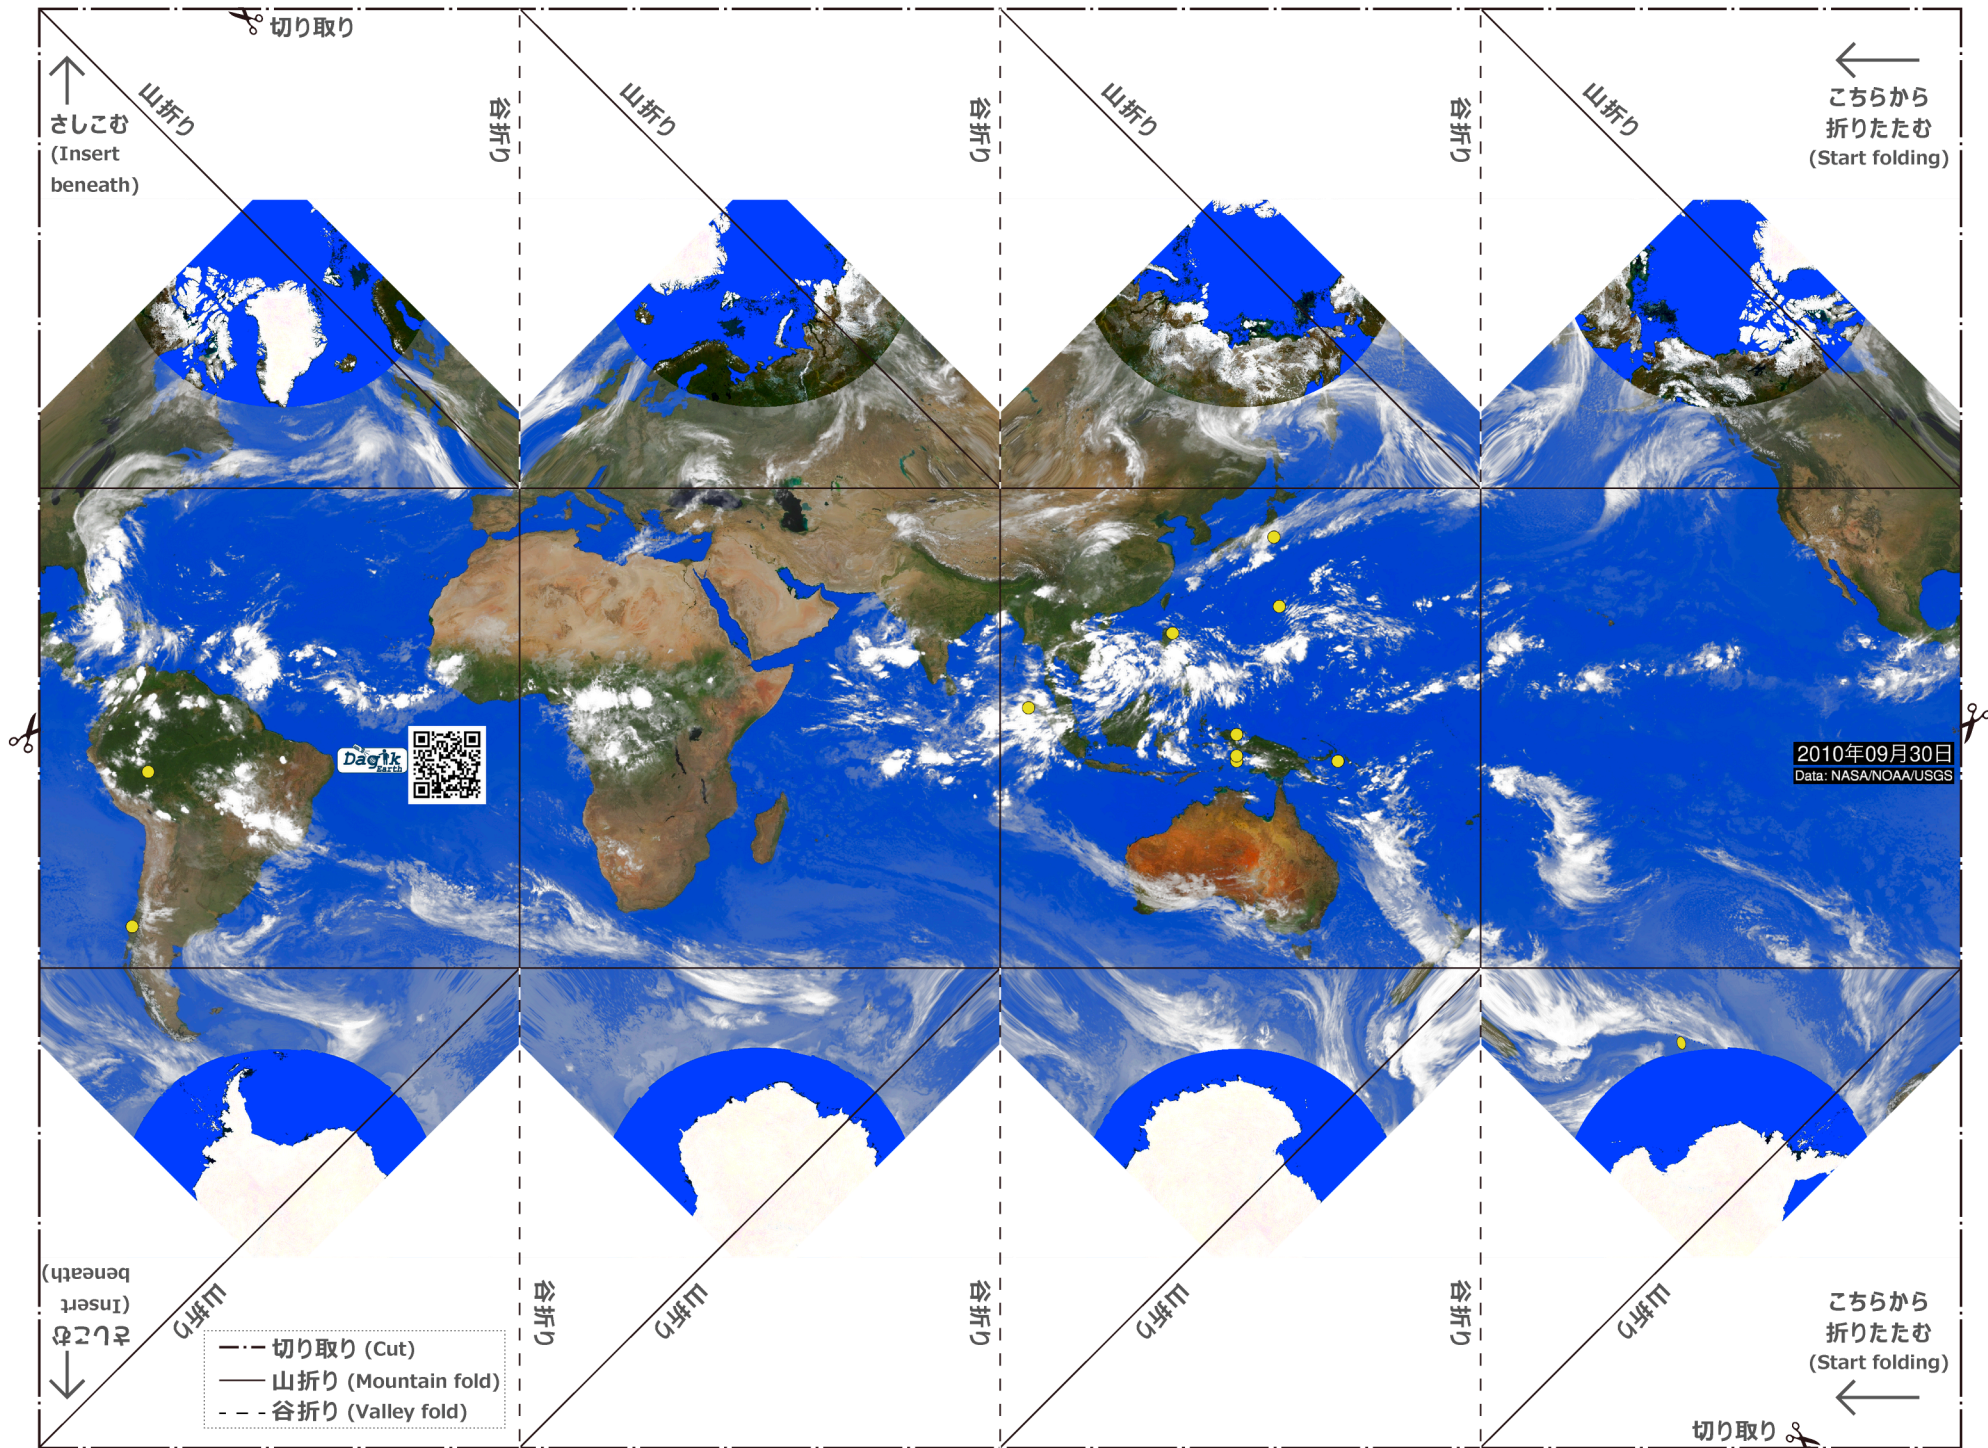 切り取り
さしこむ
(Insert
beneath)
山折り
谷折り
山折り
谷折り
山折り
谷折り
山折り
こちらから
折りたたむ
(Start folding)
Dagik
Earth
2010年09月30日
Data: NASA/NOAA/USGS
さしこむ
(Insert
beneath)
山折り
谷折り
山折り
谷折り
山折り
谷折り
山折り
こちらから
折りたたむ
(Start folding)
切り取り (Cut)
山折り (Mountain fold)
谷折り (Valley fold)
切り取り